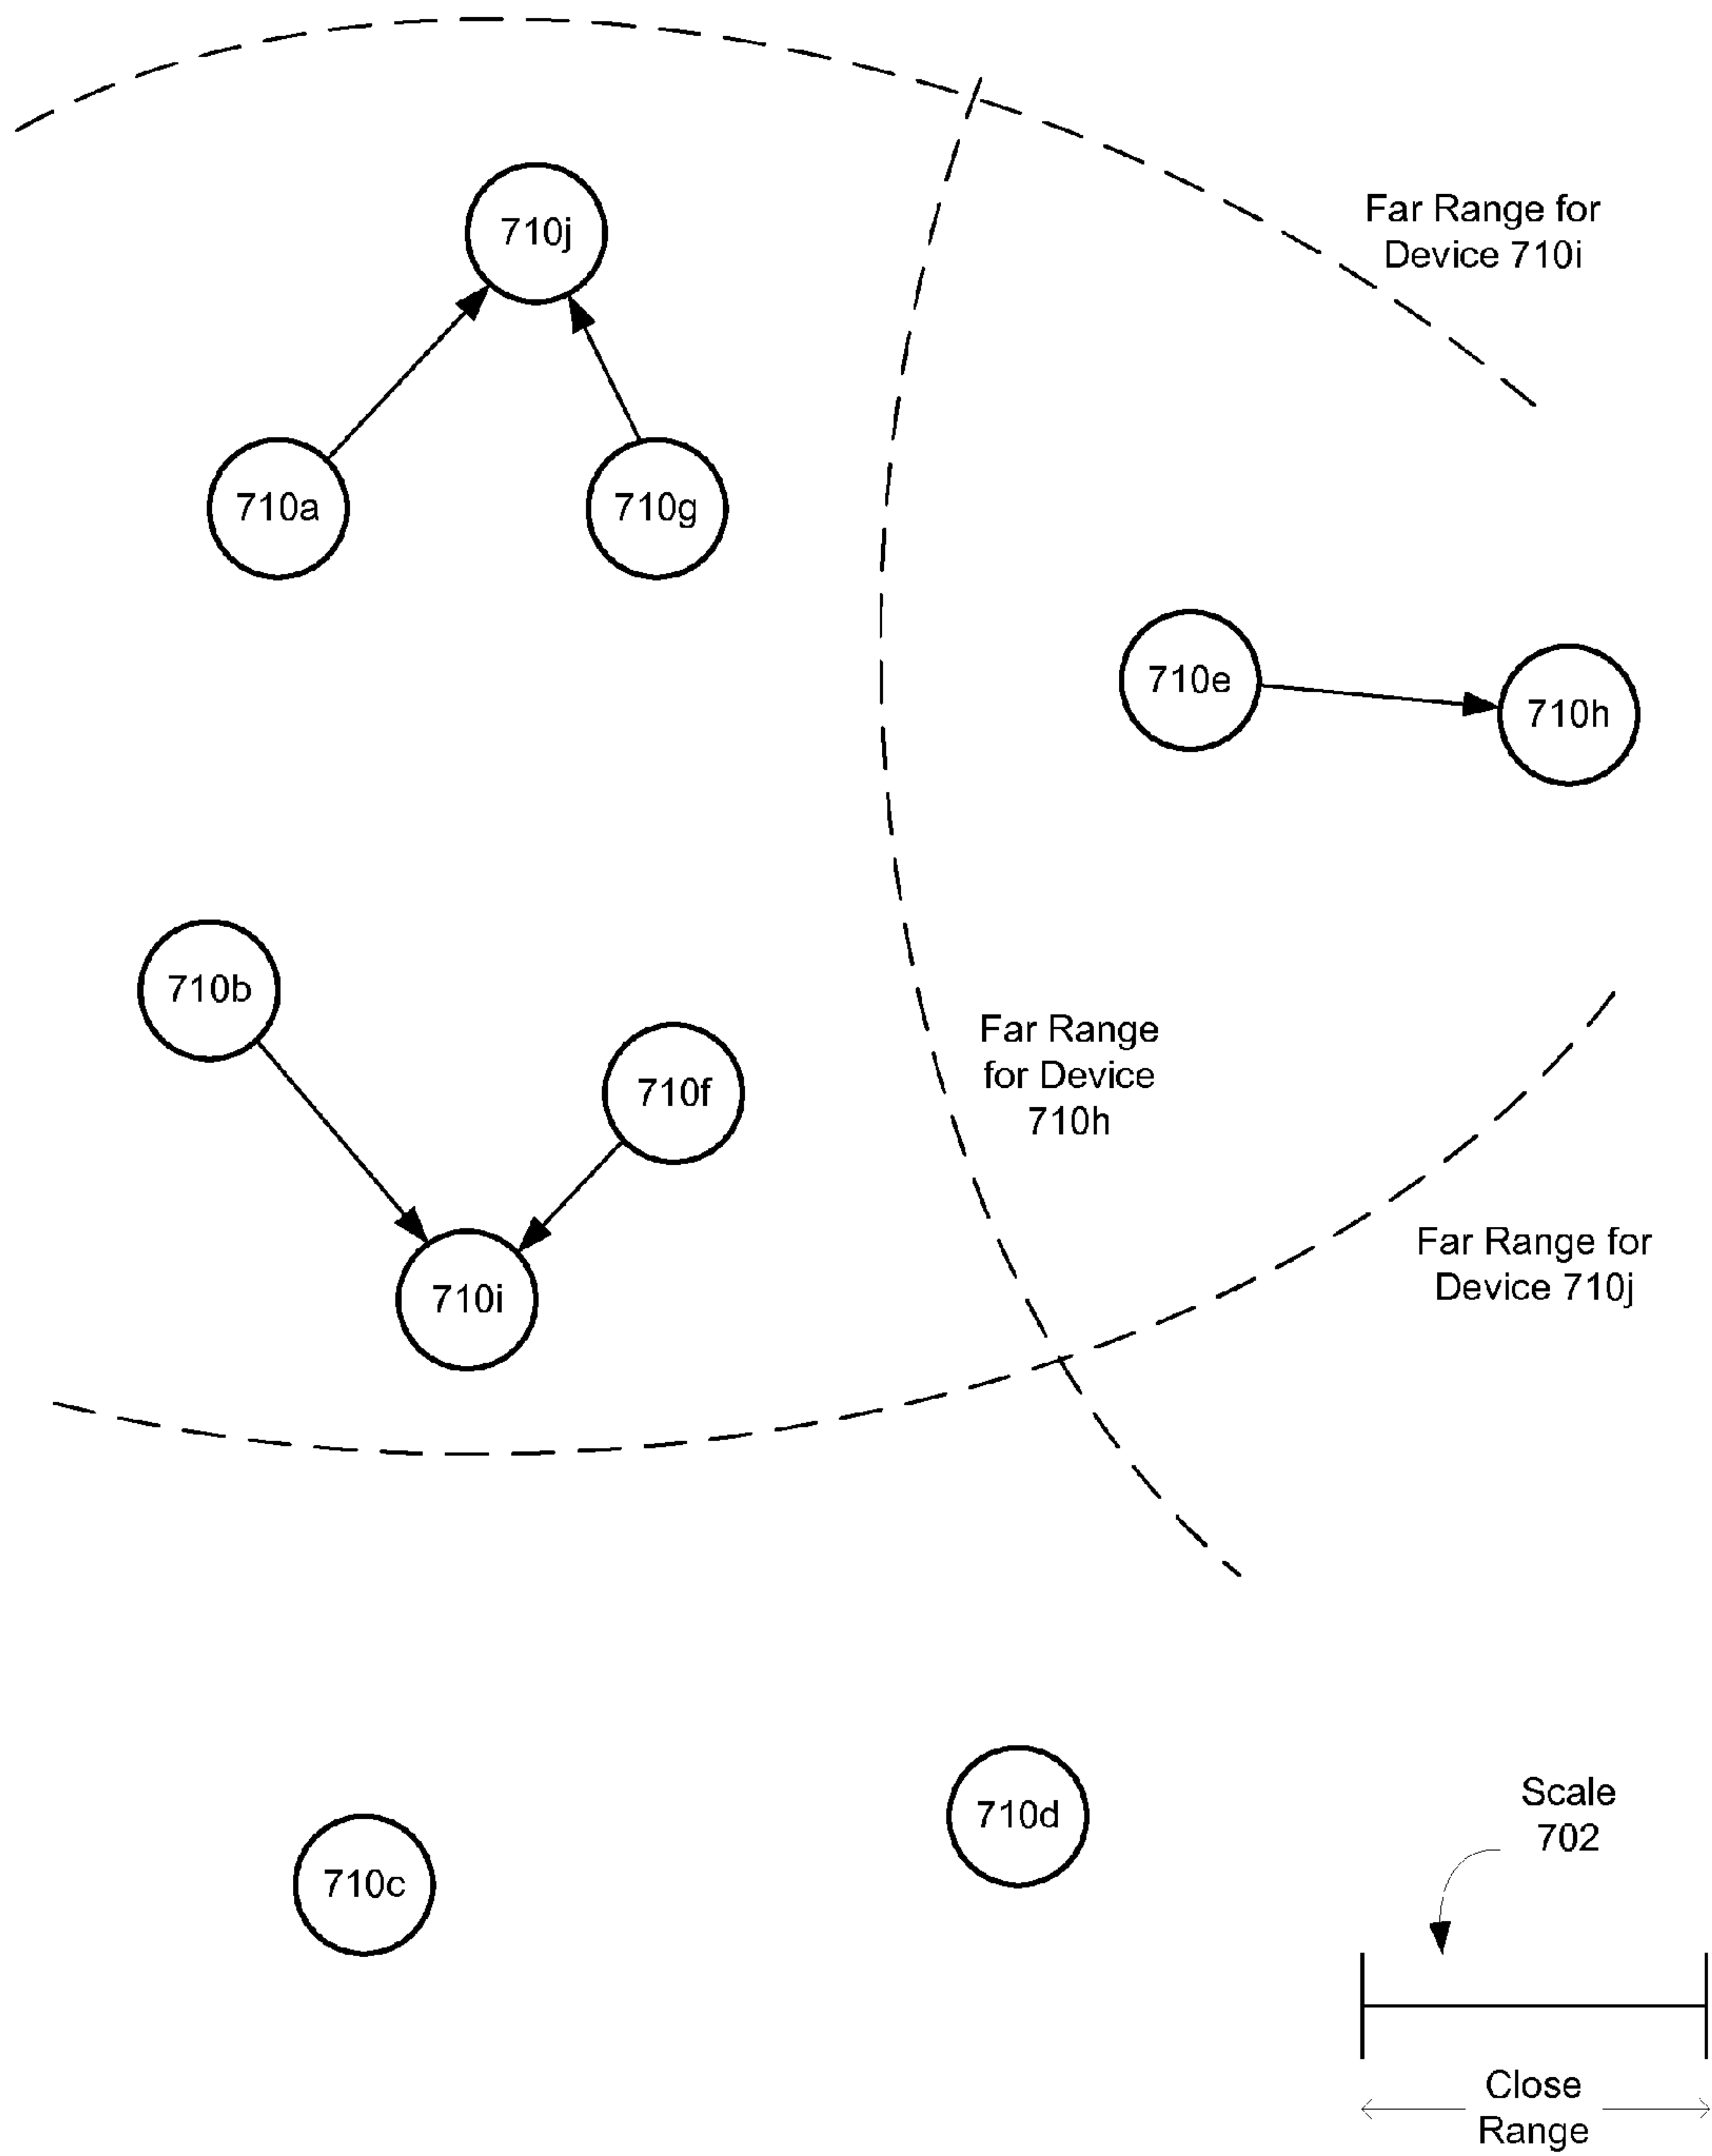 Far Range for
Device 710i
710j
710a
710g
710e
710h
710b
710f
Far Range
for Device
710h
710i
Far Range for
Device 710j
710d
710c
Scale
702
Close
Range